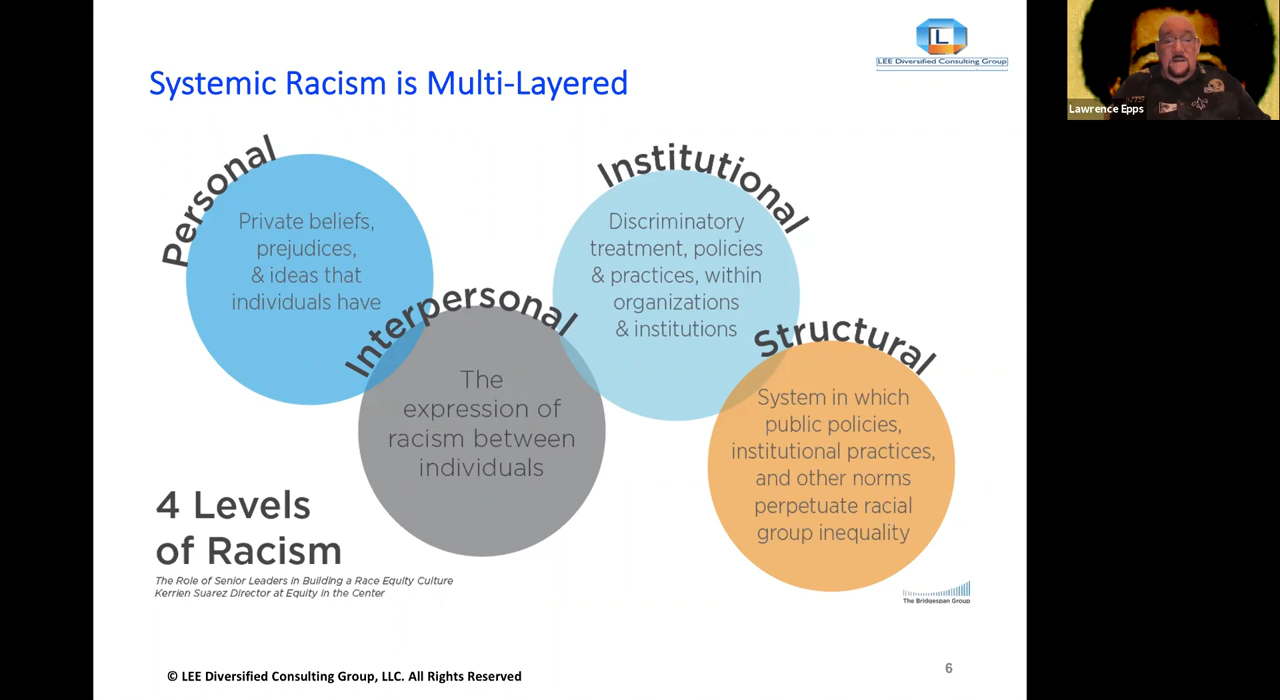 L
LEE Diversified Consulting Group
Systemic Racism is Multi-Layered
Lawrence Epps
Personal
Private beliefs,
prejudices,
& ideas that
individuals have
Interpersonal
The
expression of
racism between
individuals
Institutional
Discriminatory
treatment, policies
& practices, within
organizations
& institutions
Structural
System in which
public policies,
institutional practices,
and other norms
perpetuate racial
group inequality
4 Levels
of Racism
The Role of Senior Leaders in Building a Race Equity Culture
Kerrien Suarez Director at Equity in the Center
The Bridgespan Group
© LEE Diversified Consulting Group, LLC. All Rights Reserved
6